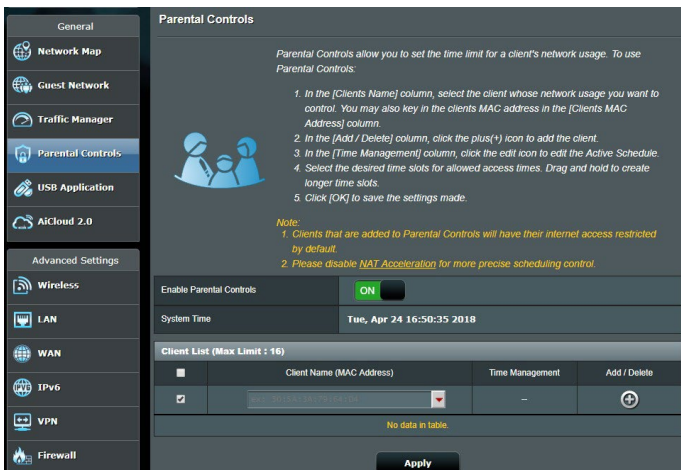 General
Network Map
Guest Network
Traffic Manager
Parental Controls
USB Application
AiCloud 2.0
Advanced Settings
Wireless
LAN
WAN
IPv6
VPN
Firewall
Parental Controls
Parental Controls allow you to set the time limit for a client's network usage. To use
Parental Controls:
1. In the [Clients Name] column, select the client whose network usage you want to
control. You may also key in the clients MAC address in the [Clients MAC
Address] column.
2. In the [Add / Delete] column, click the plus(+) icon to add the client.
3. In the [Time Management] column, click the edit icon to edit the Active Schedule.
4. Select the desired time slots for allowed access times. Drag and hold to create
longer time slots.
5. Click [OK] to save the settings made.
Note:
1. Clients that are added to Parental Controls will have their internet access restricted
by default.
2. Please disable NAT Acceleration for more precise scheduling control.
Enable Parental Controls
ON
System Time
Tue, Apr 24 16:50:35 2018
Client List (Max Limit : 16)
Client Name (MAC Address)
Time Management
Add / Delete
--
No data in table.
Apply